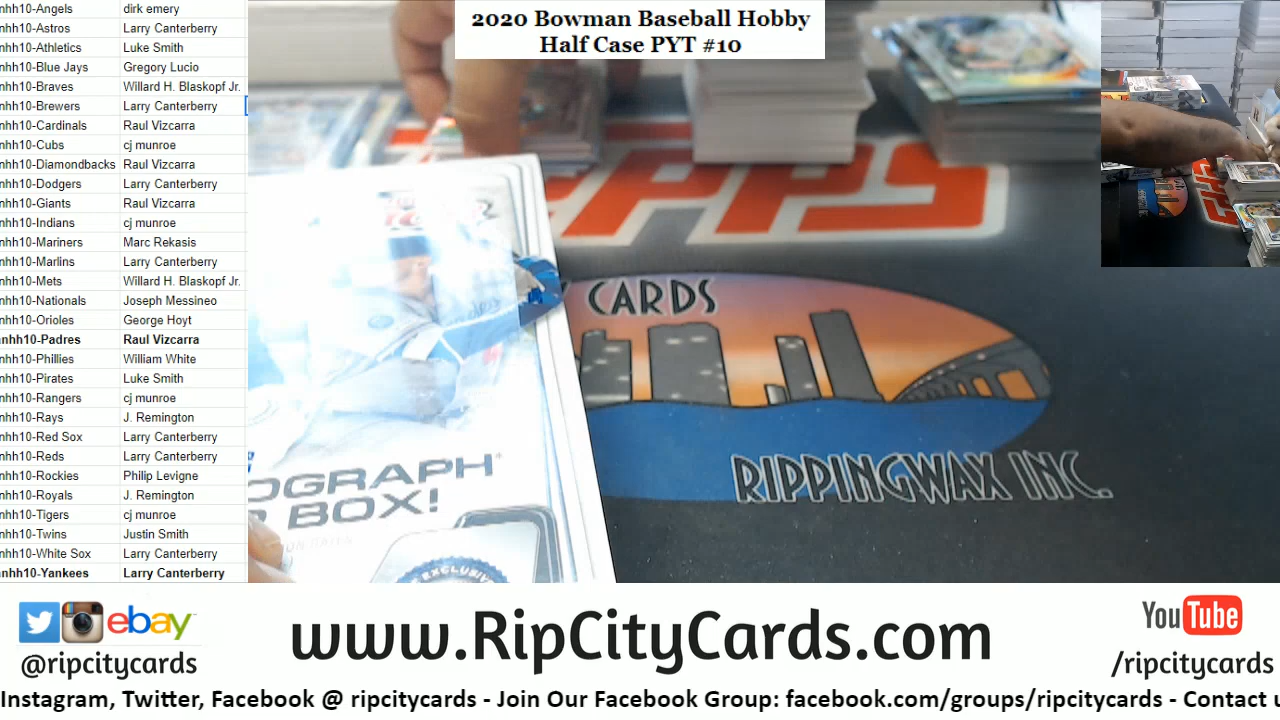 2020 Bowman Baseball Hobby
Half Case PYT #10
nhh10-Angels dirk emery
nhh10-Astros Larry Canterberry
nhh10-Athletics Luke Smith
nhh10-Blue Jays Gregory Lucio
nhh10-Braves Willard H. Blaskopf Jr.
nhh10-Brewers Larry Canterberry
nhh10-Cardinals Raul Vizcarra
nhh10-Cubs cj munroe
nhh10-Diamondbacks Raul Vizcarra
nhh10-Dodgers Larry Canterberry
nhh10-Giants Raul Vizcarra
nhh10-Indians cj munroe
nhh10-Mariners Marc Rekasis
nhh10-Marlins Larry Canterberry
nhh10-Mets Willard H. Blaskopf Jr.
nhh10-Nationals Joseph Messineo
nhh10-Orioles George Hoyt
nhh10-Padres Raul Vizcarra
nhh10-Phillies William White
nhh10-Pirates Luke Smith
nhh10-Rangers cj munroe
nhh10-Rays J. Remington
nhh10-Red Sox Larry Canterberry
nhh10-Reds Larry Canterberry
nhh10-Rockies Philip Levigne
nhh10-Royals J. Remington
nhh10-Tigers cj munroe
nhh10-Twins Justin Smith
nhh10-White Sox Larry Canterberry
nhh10-Yankees Larry Canterberry
PPS
CARDS
RIPPINGWAX INC.
OGRAPH
BOX!
EXCLUSIVE
ebay
@ripcitycards
www.RipCityCards.com
YouTube
/ripcitycards
Instagram, Twitter, Facebook @ ripcitycards - Join Our Facebook Group: facebook.com/groups/ripcitycards - Contact u